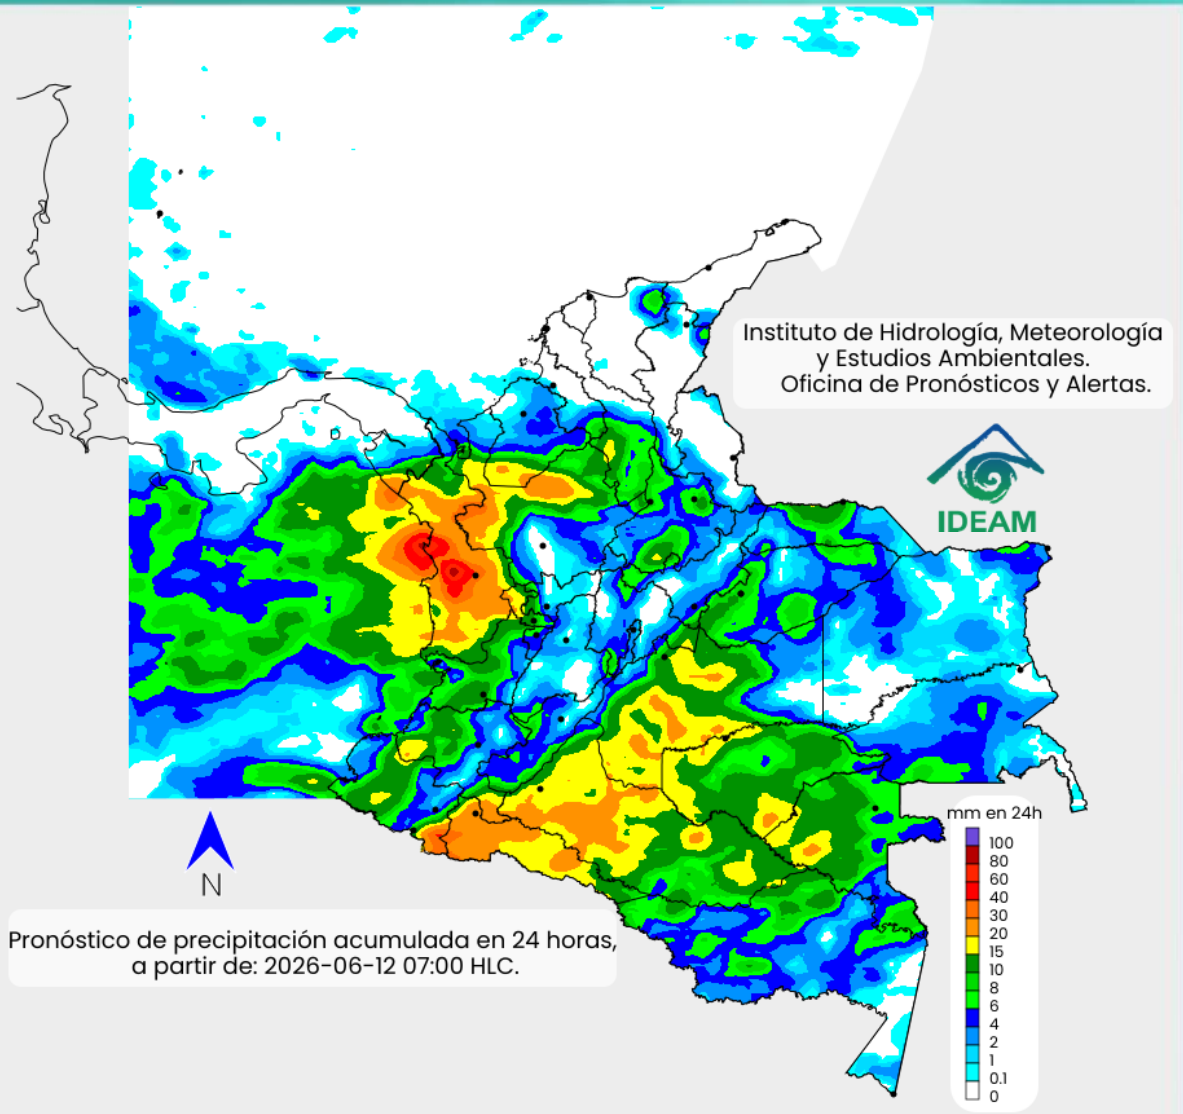 Instituto de Hidrología, Meteorología
y Estudios Ambientales.
Oficina de Pronósticos y Alertas.
IDEAM
mm en 24h
100
80
60
40
30
20
15
10
8
6
4
2
1
0.1
0
N
Pronóstico de precipitación acumulada en 24 horas,
a partir de: 2026-06-12 07:00 HLC.